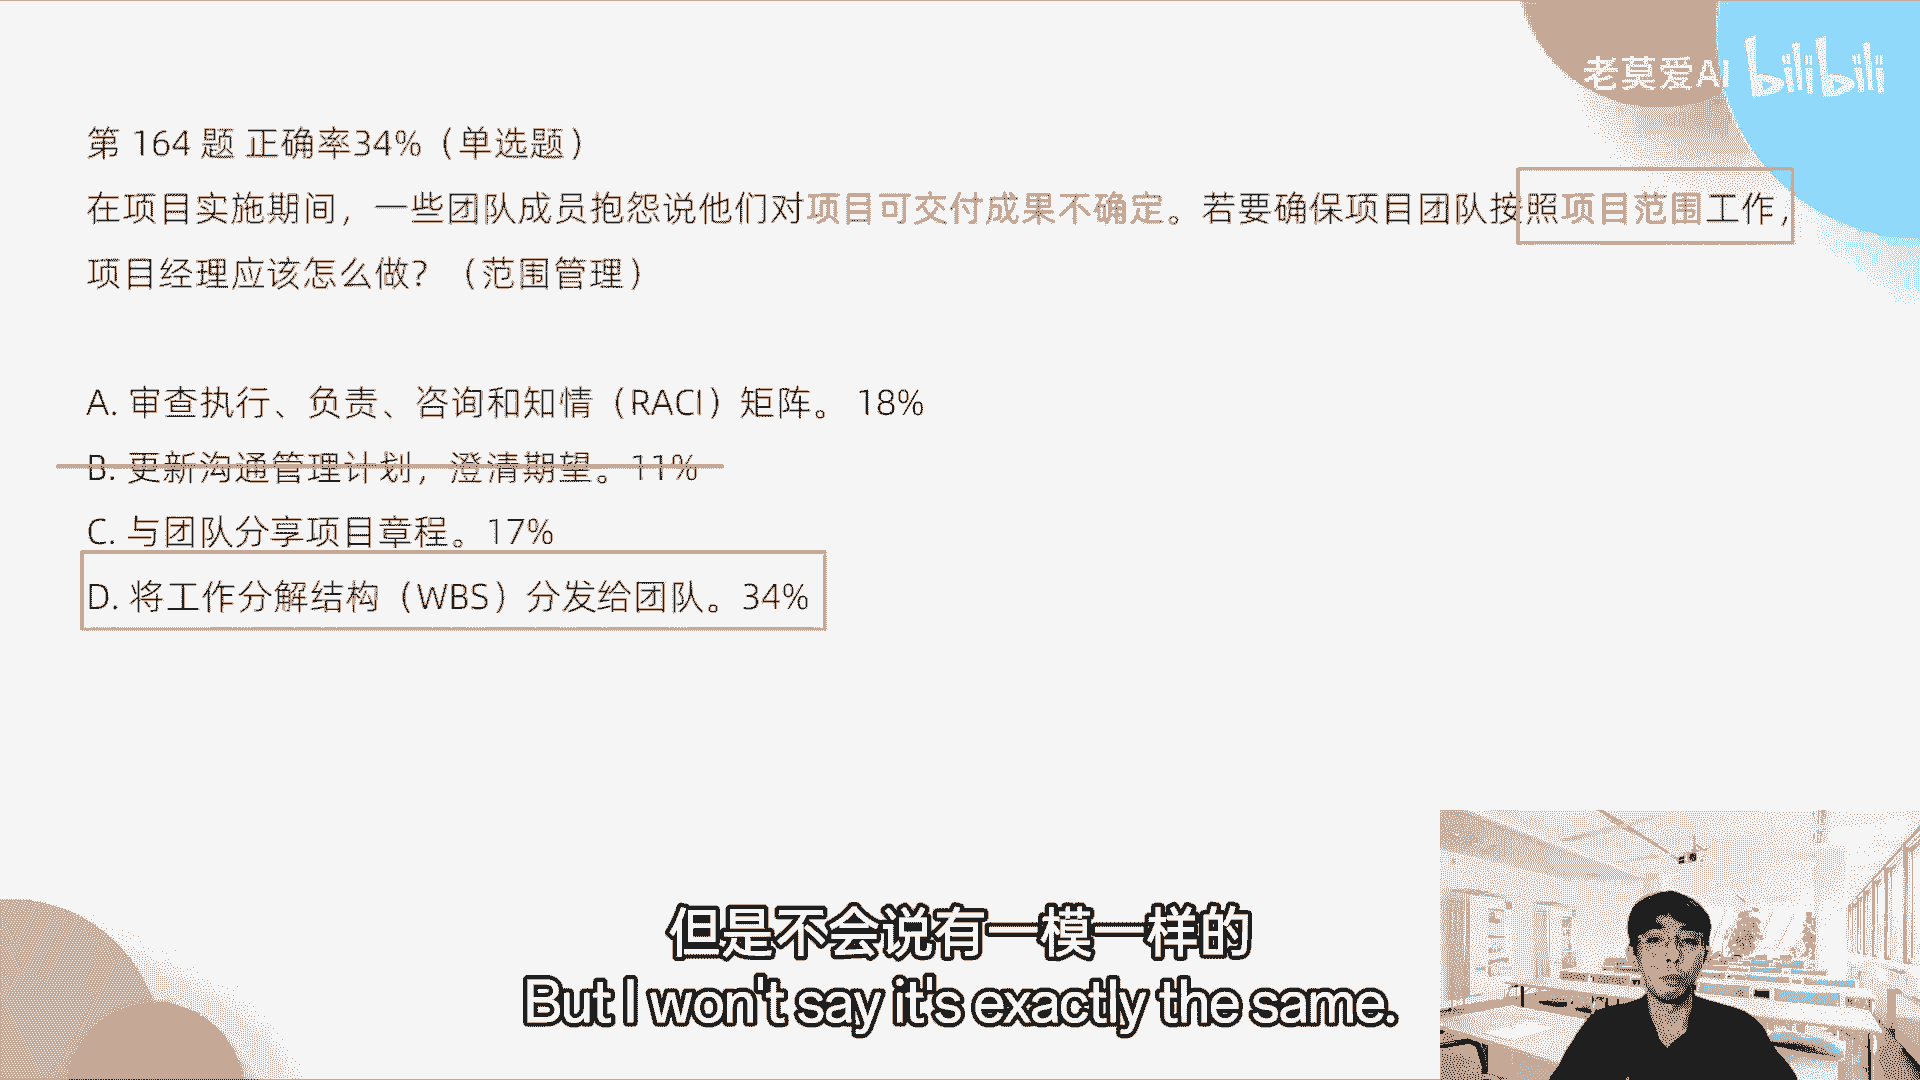 老莫爱AI bilibili
第 164 题 正确率34%（单选题）
在项目实施期间，一些团队成员抱怨说他们对项目可交付成果不确定。若要确保项目团队按照项目范围工作，
项目经理应该怎么做？（范围管理）
A. 审查执行、负责、咨询和知情（RACI）矩阵。 18%
B. 更新沟通管理计划，澄清期望。11%
C. 与团队分享项目章程。17%
D. 将工作分解结构（WBS）分发给团队。34%
但是不会说有一模一样的
But I won't say it's exactly the same.